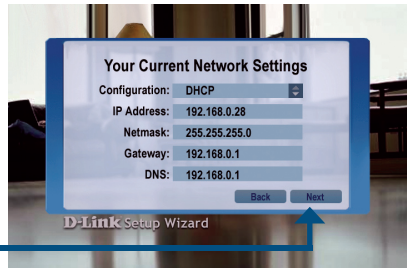 Your Current Network Settings
Configuration: DHCP
IP Address: 192.168.0.28
Netmask: 255.255.255.0
Gateway: 192.168.0.1
DNS: 192.168.0.1
Back Next
D-Link Setup Wizard